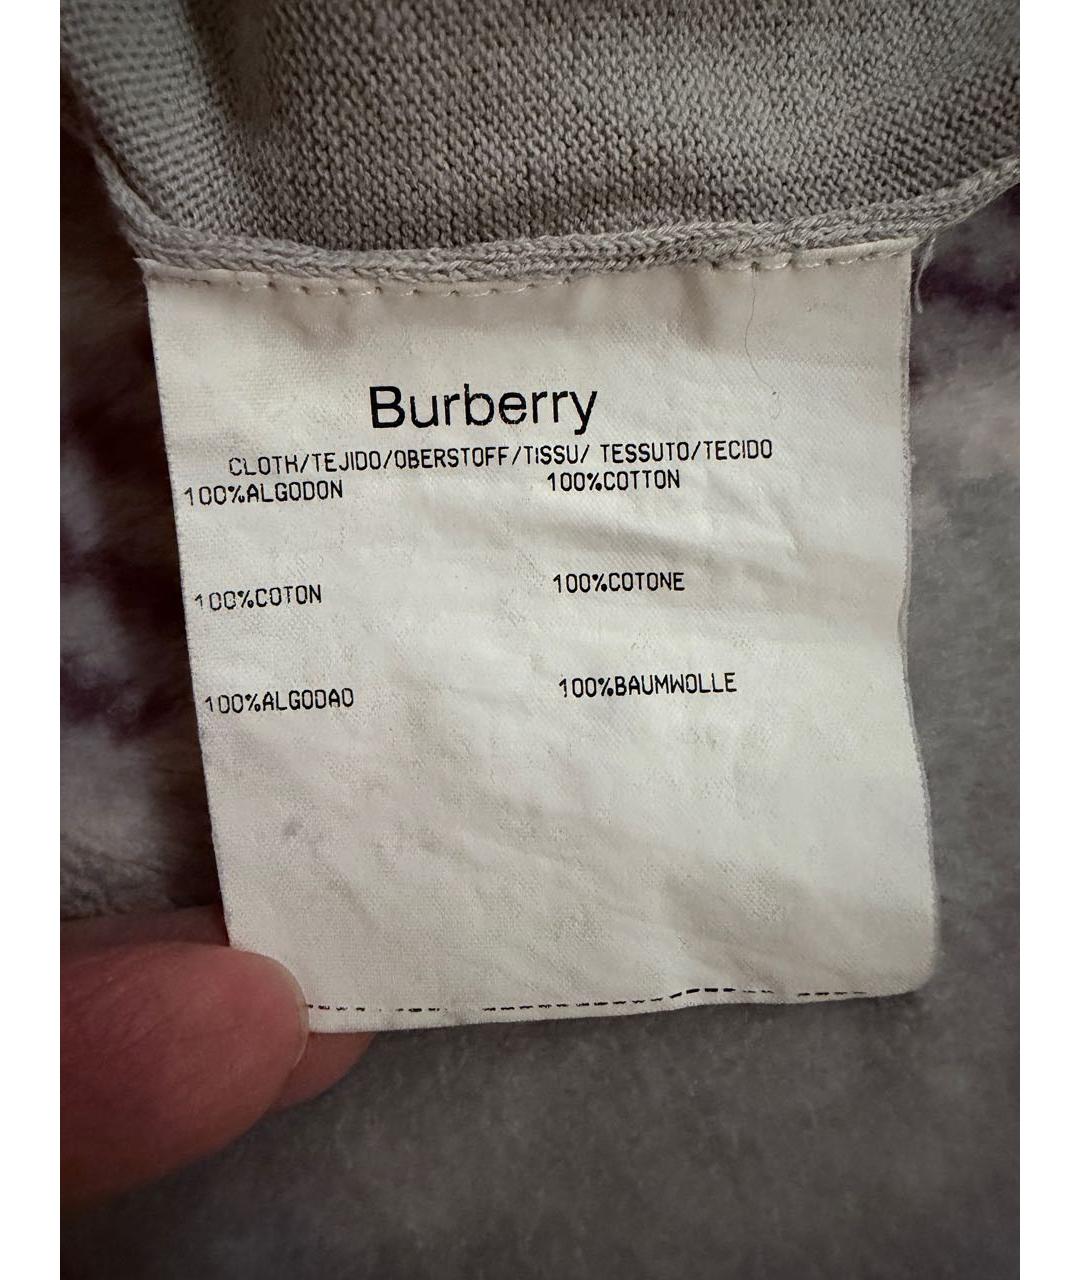 Burberry
CLOTH/TEJIDO/OBERSTOFF/TISSU/ TESSUTO/TECIDO
100%ALGODON 100%COTTON
100%COTON 100%COTONE
100%ALGODAO 100%BAUMWOLLE